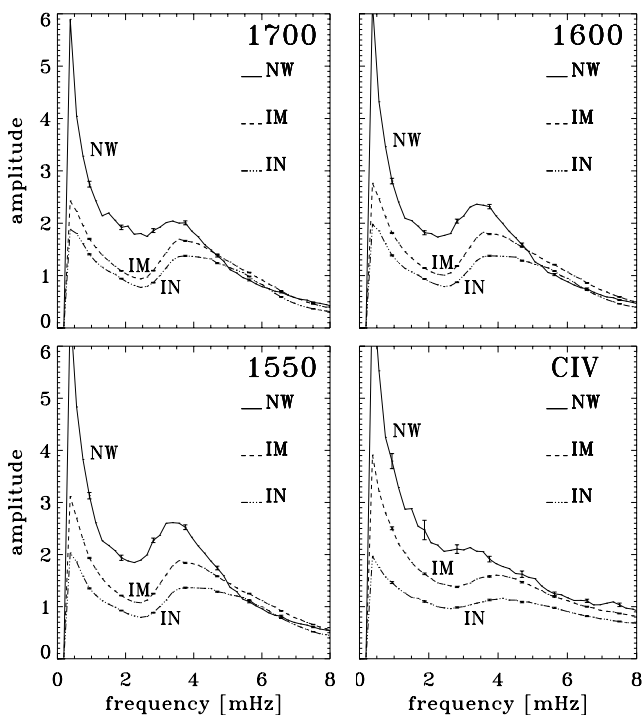 6
5
4
3
2
1
0
amplitude
1700
NW
IM
IN
NW
IM
IN
1600
NW
IM
IN
NW
IM
IN
6
5
4
3
2
1
0
amplitude
1550
NW
IM
IN
NW
IM
IN
0 2 4 6 8
frequency [mHz]
CIV
NW
IM
IN
NW
IM
IN
0 2 4 6 8
frequency [mHz]